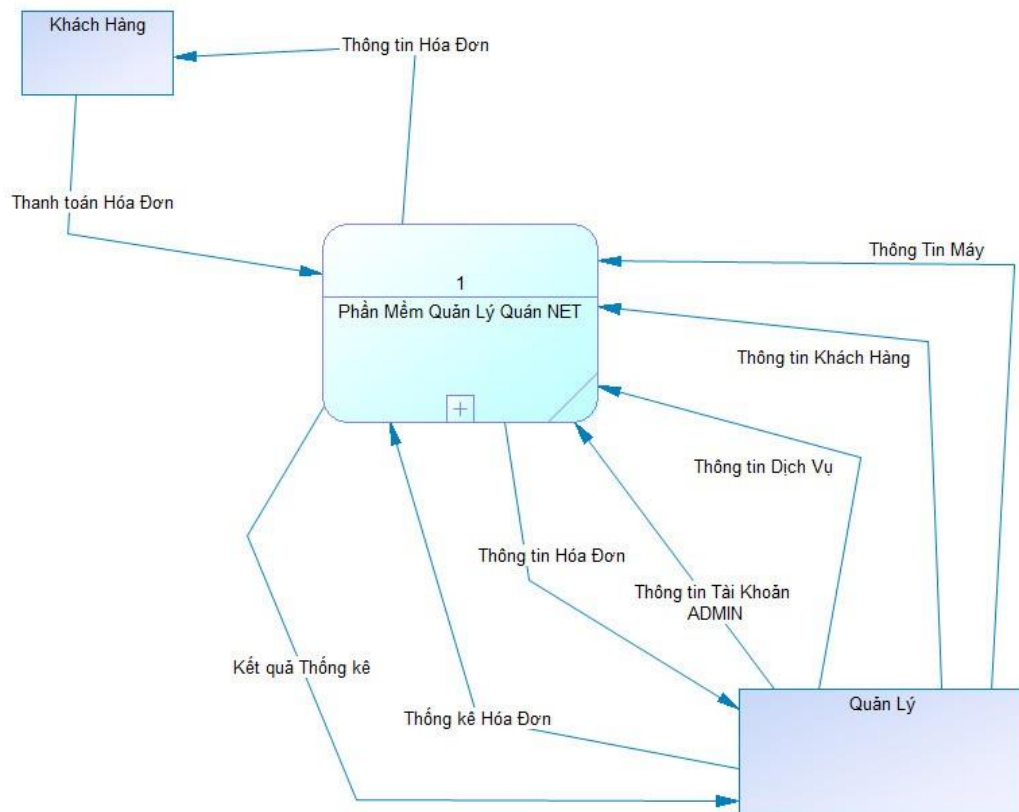 Khách Hàng
Thông tin Hóa Đơn
Thanh toán Hóa Đơn
Thông Tin Máy
1
Phần Mềm Quản Lý Quán NET
Thông tin Khách Hàng
Thông tin Dịch Vụ
Thông tin Hóa Đơn
Thông tin Tài Khoản
ADMIN
Kết quả Thống kê
Thống kê Hóa Đơn
Quản Lý